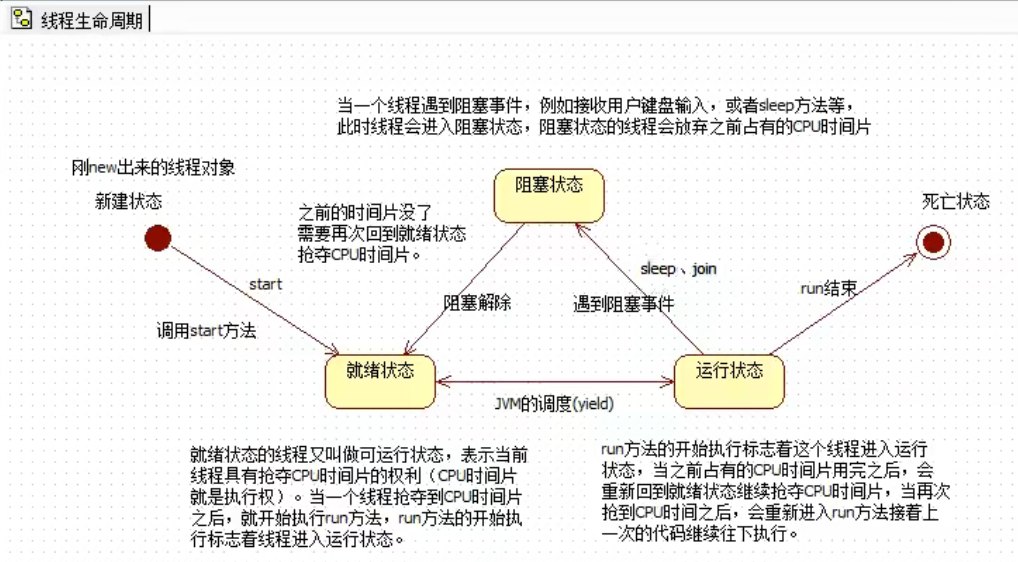 线程生命周期
当一个线程遇到阻塞事件，例如接收用户键盘输入，或者sleep方法等，
此时线程会进入阻塞状态，阻塞状态的线程会放弃之前占有的CPU时间片
刚new出来的线程对象
新建状态
阻塞状态
死亡状态
之前的时间片没了
需要再次回到就绪状态
抢夺CPU时间片。
start
sleep、join
run结束
阻塞解除
遇到阻塞事件
调用start方法
就绪状态
运行状态
JVM的调度(yield)
就绪状态的线程又叫做可运行状态，表示当前
线程具有抢夺CPU时间片的权利（CPU时间片
就是执行权）。当一个线程抢夺到CPU时间片
之后，就开始执行run方法，run方法的开始执
行标志着线程进入运行状态。
run方法的开始执行标志着这个线程进入运行
状态，当之前占有的CPU时间片用完之后，会
重新回到就绪状态继续抢夺CPU时间片，当再次
抢到CPU时间之后，会重新进入run方法接着上
一次的代码继续往下执行。